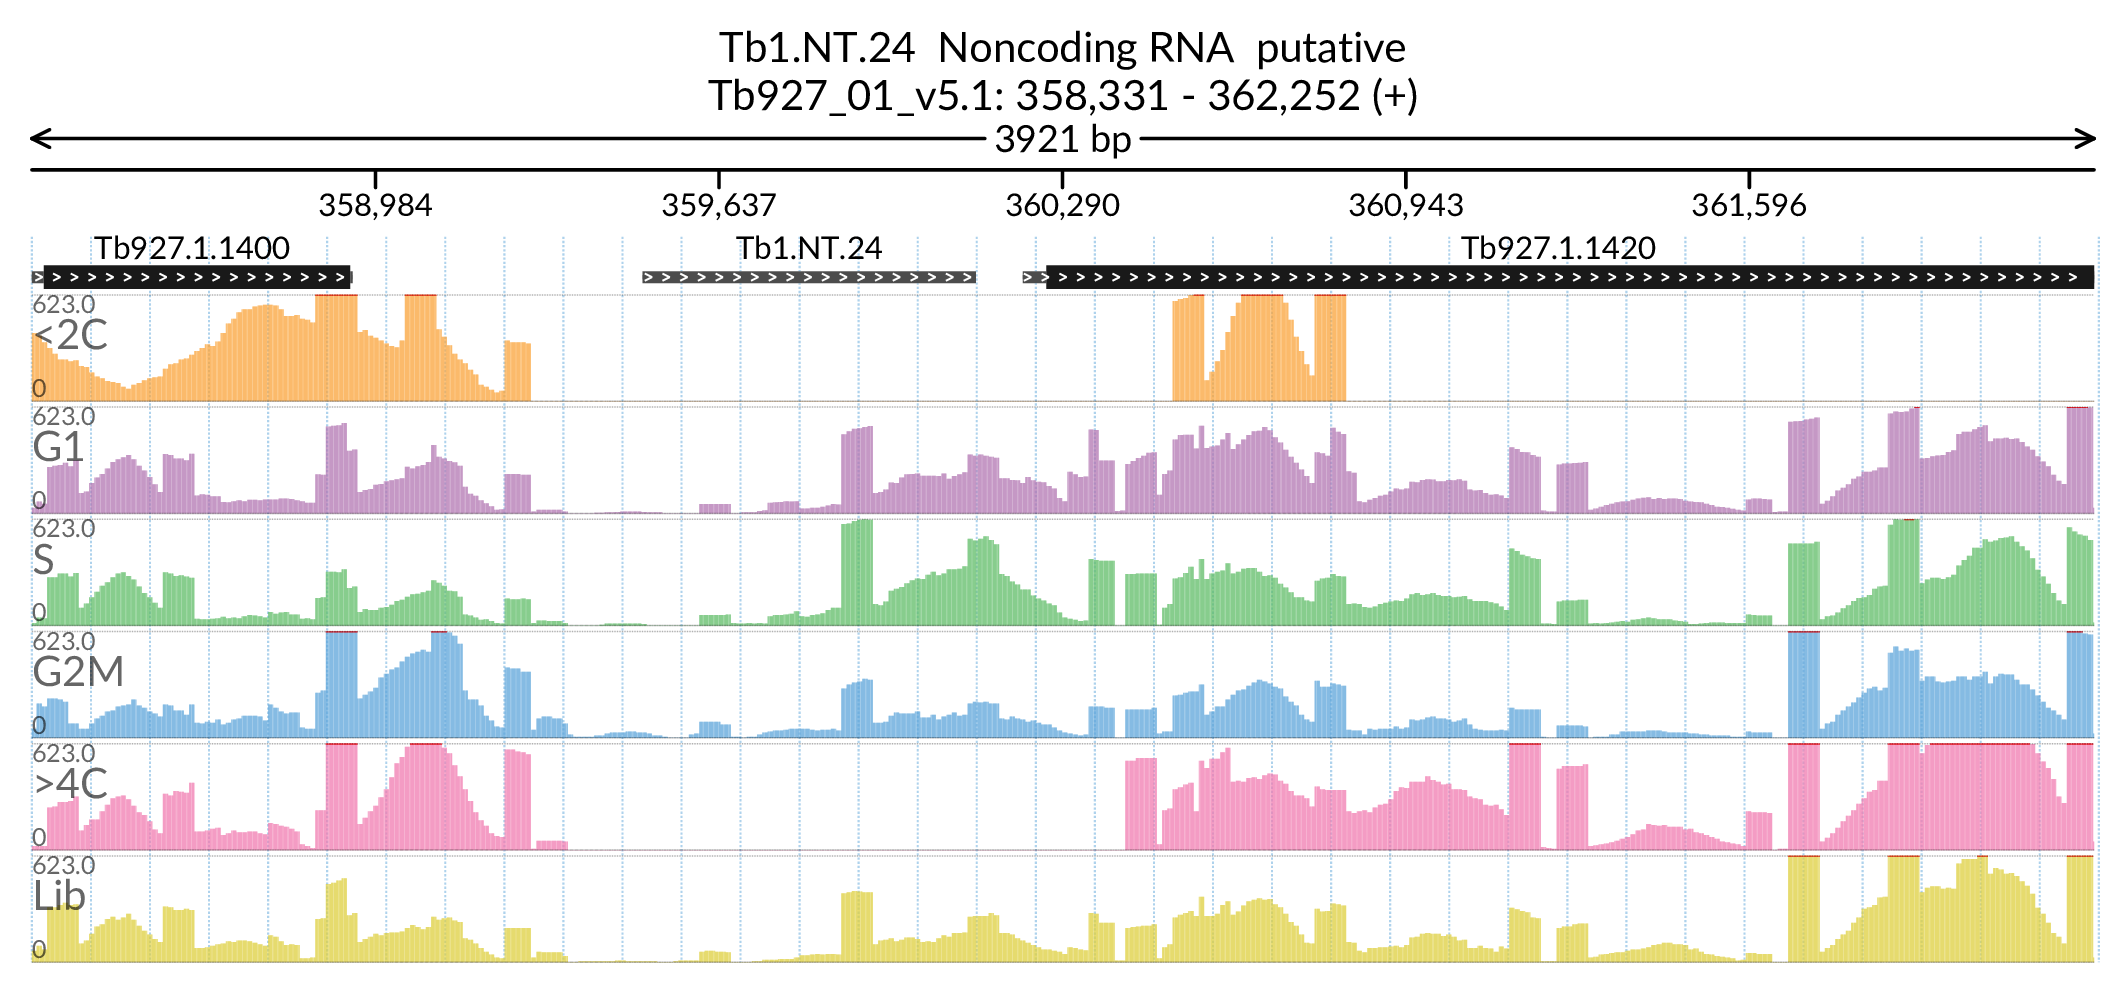 Tb1.NT.24  Noncoding RNA  putative
Tb927_01_v5.1: 358,331 - 362,252 (+)
3921 bp
358,984 359,637 360,290 360,943 361,596
Tb927.1.1400 Tb1.NT.24 Tb927.1.1420
623.0
<2C
0
623.0
G1
0
623.0
S
0
623.0
G2M
0
623.0
>4C
0
623.0
Lib
0